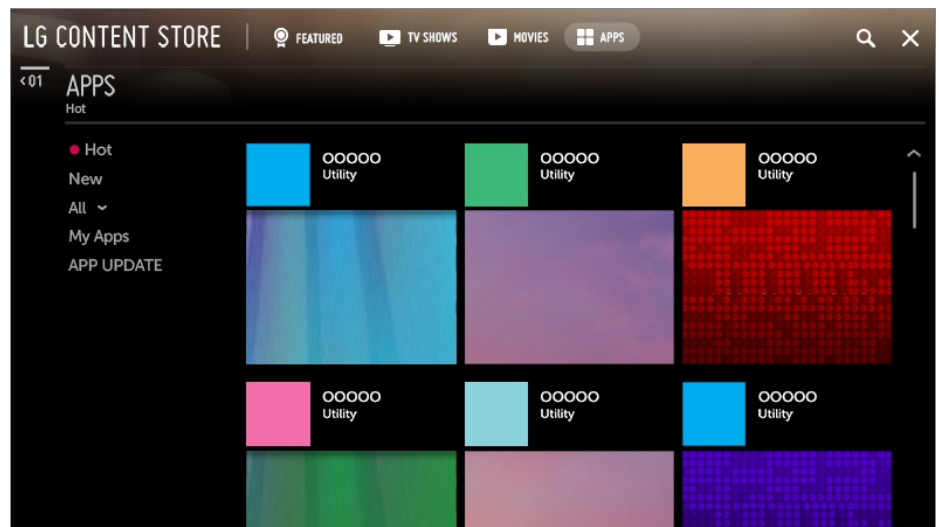 LG CONTENT STORE
FEATURED
TV SHOWS
MOVIES
APPS
<01
APPS
Hot
Hot
New
All
My Apps
APP UPDATE
OOOOO
Utility
OOOOO
Utility
OOOOO
Utility
OOOOO
Utility
OOOOO
Utility
OOOOO
Utility